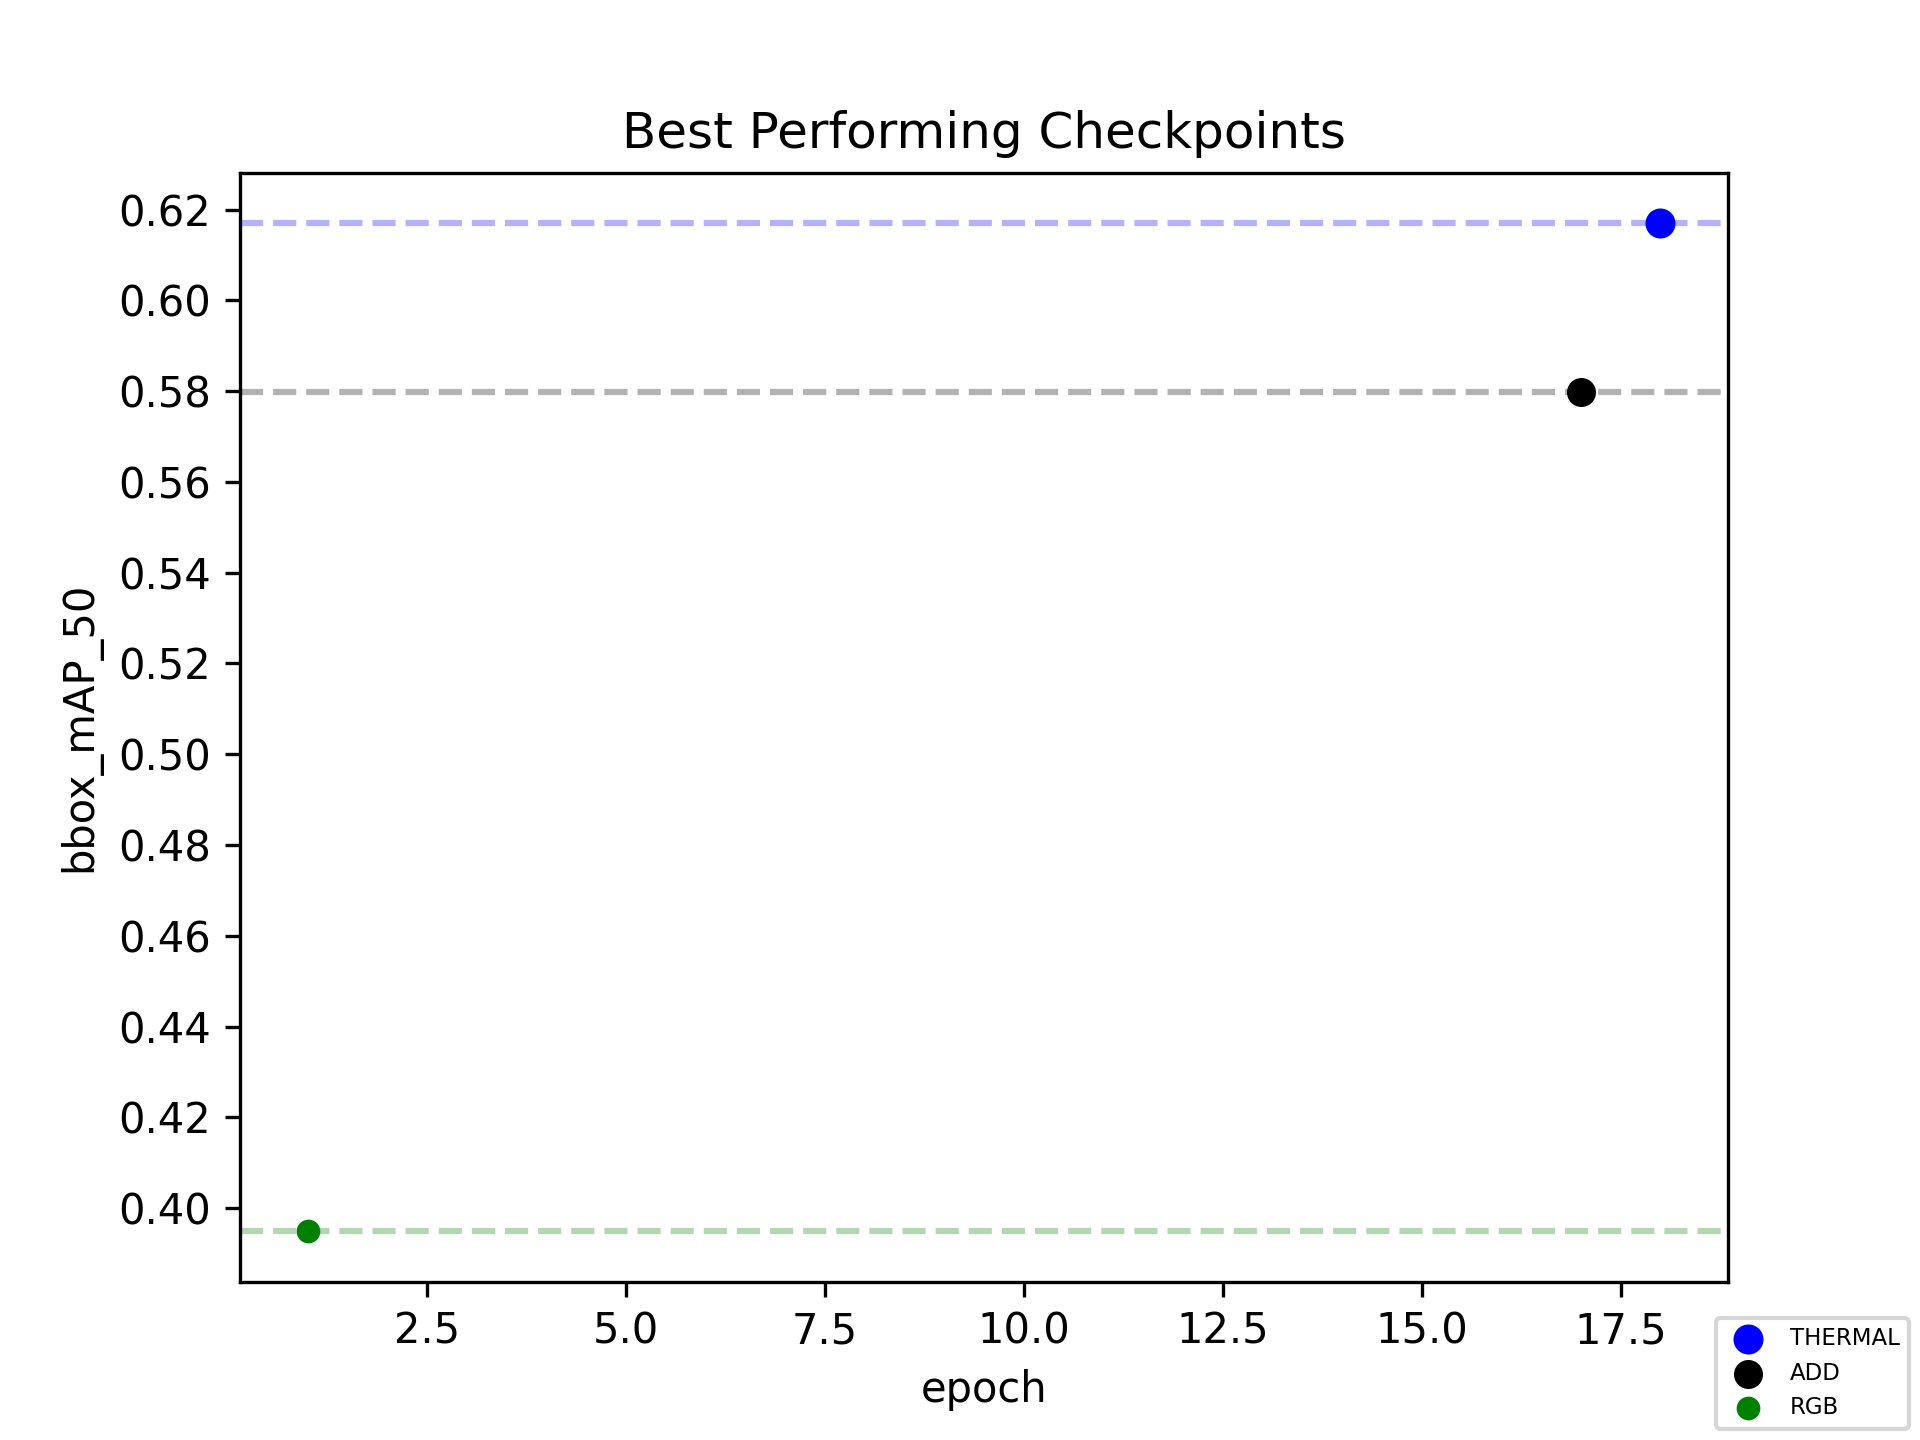 Best Performing Checkpoints
0.62
0.60
0.58
0.56
0.54
0.52
0.50
0.48
0.46
0.44
0.42
0.40
bbox_mAP_50
2.5 5.0 7.5 10.0 12.5 15.0 17.5
epoch
THERMAL
ADD
RGB